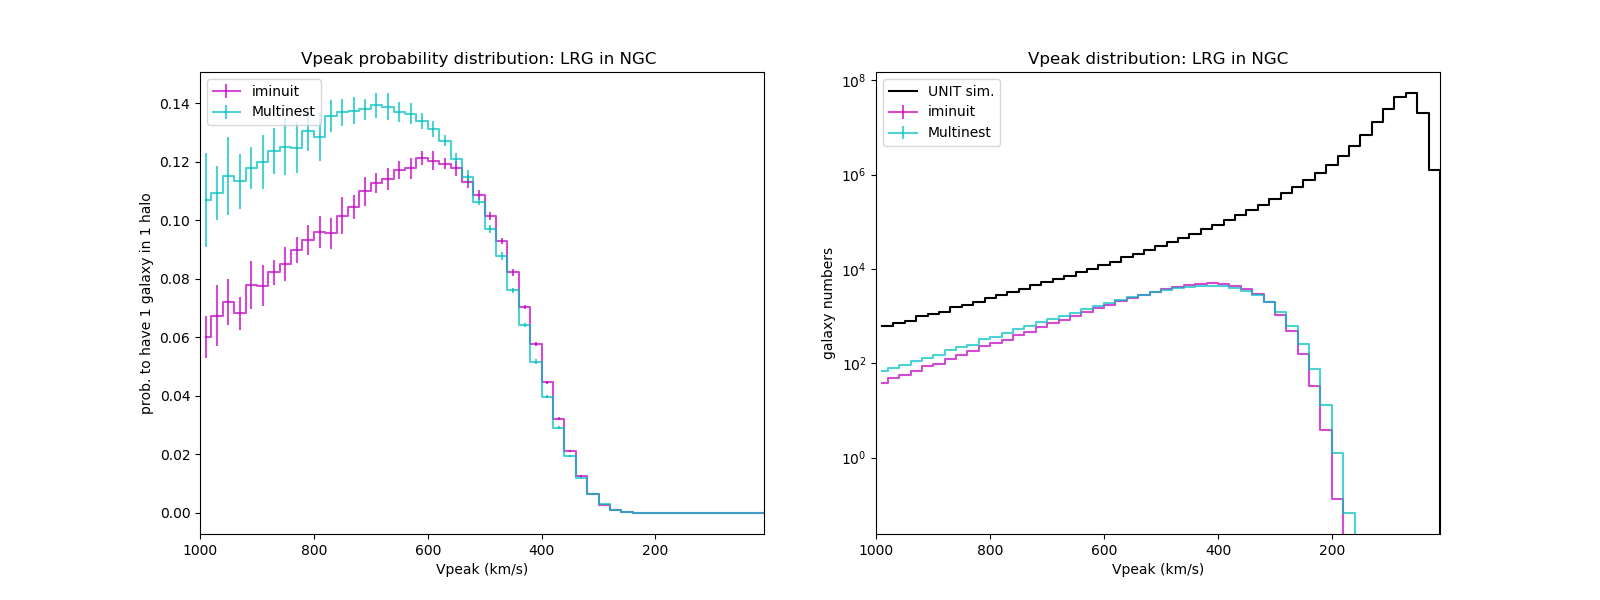 Vpeak probability distribution: LRG in NGC
iminuit
Multinest
prob. to have 1 galaxy in 1 halo
0.14
0.12
0.10
0.08
0.06
0.04
0.02
0.00
1000 800 600 400 200
Vpeak (km/s)
Vpeak distribution: LRG in NGC
UNIT sim.
iminuit
Multinest
galaxy numbers
10^8
10^6
10^4
10^2
10^0
1000 800 600 400 200
Vpeak (km/s)